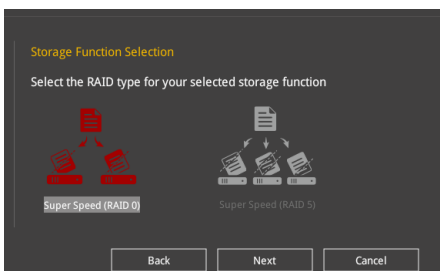 Storage Function Selection
Select the RAID type for your selected storage function
Super Speed (RAID 0)
Super Speed (RAID 5)
Back
Next
Cancel